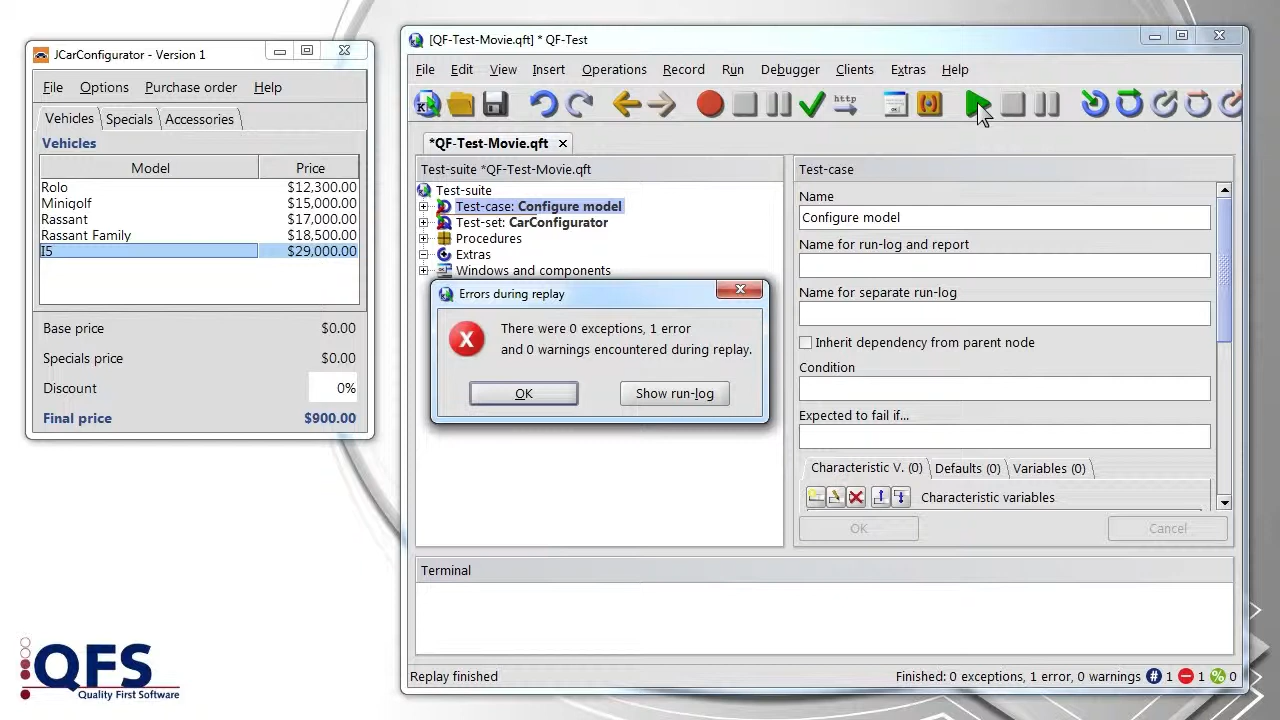 JCarConfigurator - Version 1
File Options Purchase order Help
Vehicles Specials Accessories
Vehicles
Model Price
Rolo $12,300.00
Minigolf $15,000.00
Rassant $17,000.00
Rassant Family $18,500.00
I5 $29,000.00
Base price $0.00
Specials price $0.00
Discount 0%
Final price $900.00
QFS
Quality First Software
[QF-Test-Movie.qft] * QF-Test
File Edit View Insert Operations Record Run Debugger Clients Extras Help
http
*QF-Test-Movie.qft
Test-suite *QF-Test-Movie.qft
Test-suite
Test-case: Configure model
Test-set: CarConfigurator
Procedures
Extras
Windows and components
Errors during replay
There were 0 exceptions, 1 error
and 0 warnings encountered during replay.
OK Show run-log
Test-case
Name
Configure model
Name for run-log and report
Name for separate run-log
Inherit dependency from parent node
Condition
Expected to fail if...
Characteristic V. (0) Defaults (0) Variables (0)
Characteristic variables
OK Cancel
Terminal
Replay finished Finished: 0 exceptions, 1 error, 0 warnings # 1 1 % 0